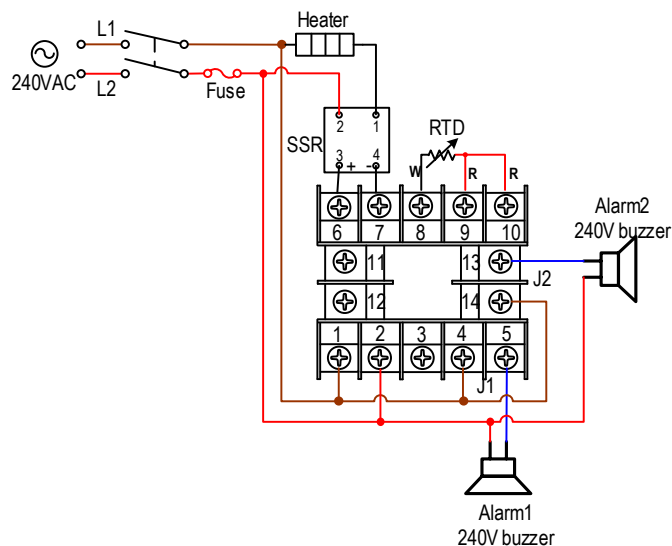 Heater
L1
240VAC
L2
Fuse
SSR
2
1
3
+
-
4
RTD
W
R
R
6
7
8
9
10
Alarm2
240V buzzer
11
13
J2
12
14
1
2
3
4
5
J1
Alarm1
240V buzzer